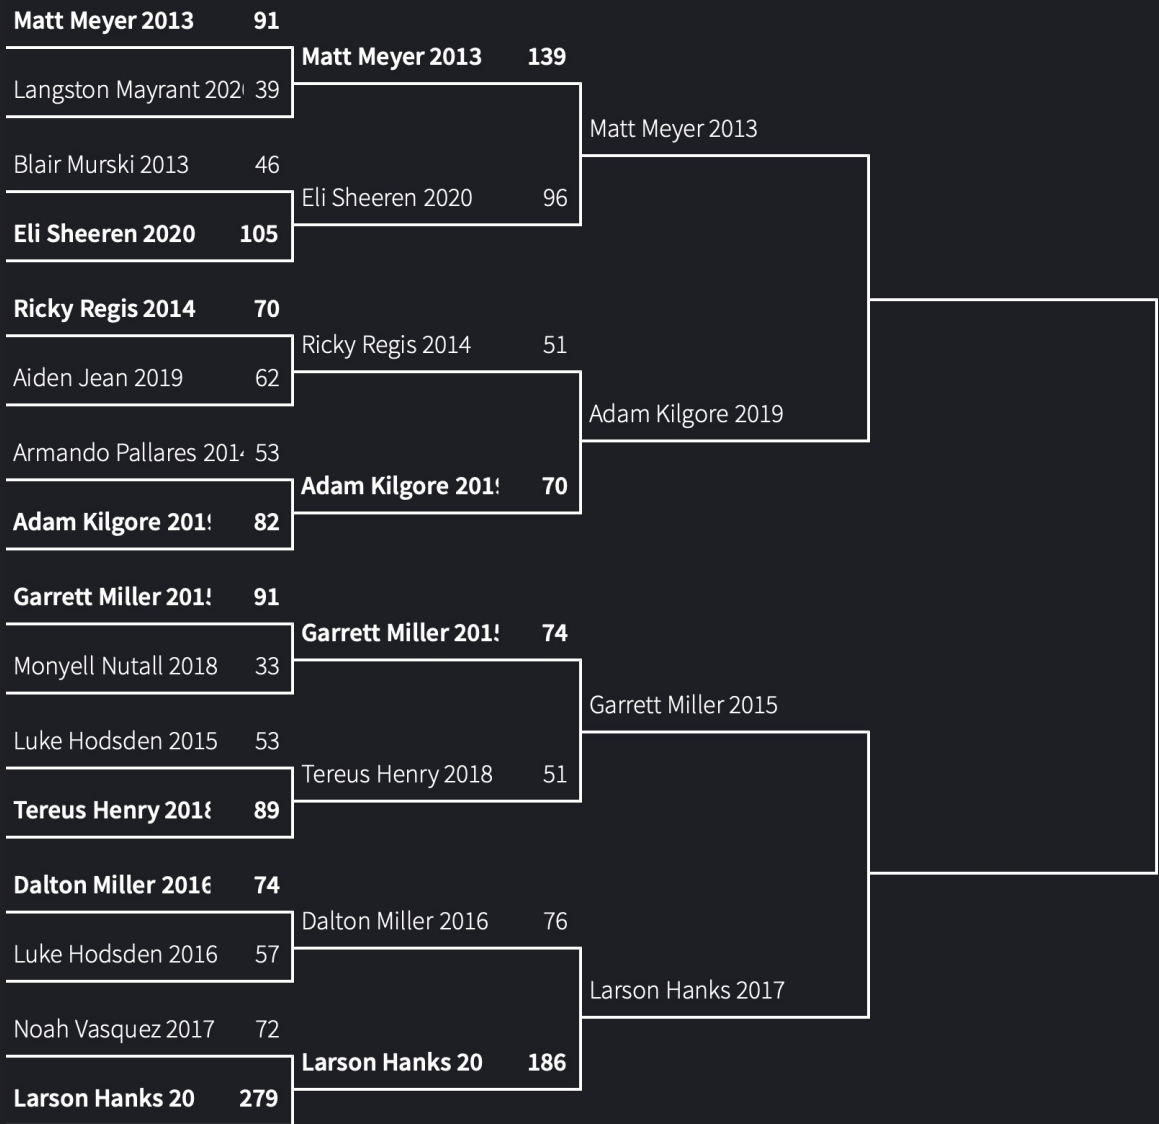 Matt Meyer 2013 91
Langston Mayrant 202 39
Blair Murski 2013 46
Eli Sheeren 2020 105
Ricky Regis 2014 70
Aiden Jean 2019 62
Armando Pallares 201 53
Adam Kilgore 201 82
Garrett Miller 201 91
Monyell Nutall 2018 33
Luke Hodsden 2015 53
Tereus Henry 2018 89
Dalton Miller 2016 74
Luke Hodsden 2016 57
Noah Vasquez 2017 72
Larson Hanks 20 279
Matt Meyer 2013 139
Eli Sheeren 2020 96
Ricky Regis 2014 51
Adam Kilgore 201 70
Garrett Miller 201 74
Tereus Henry 2018 51
Dalton Miller 2016 76
Larson Hanks 20 186
Matt Meyer 2013
Adam Kilgore 2019
Garrett Miller 2015
Larson Hanks 2017